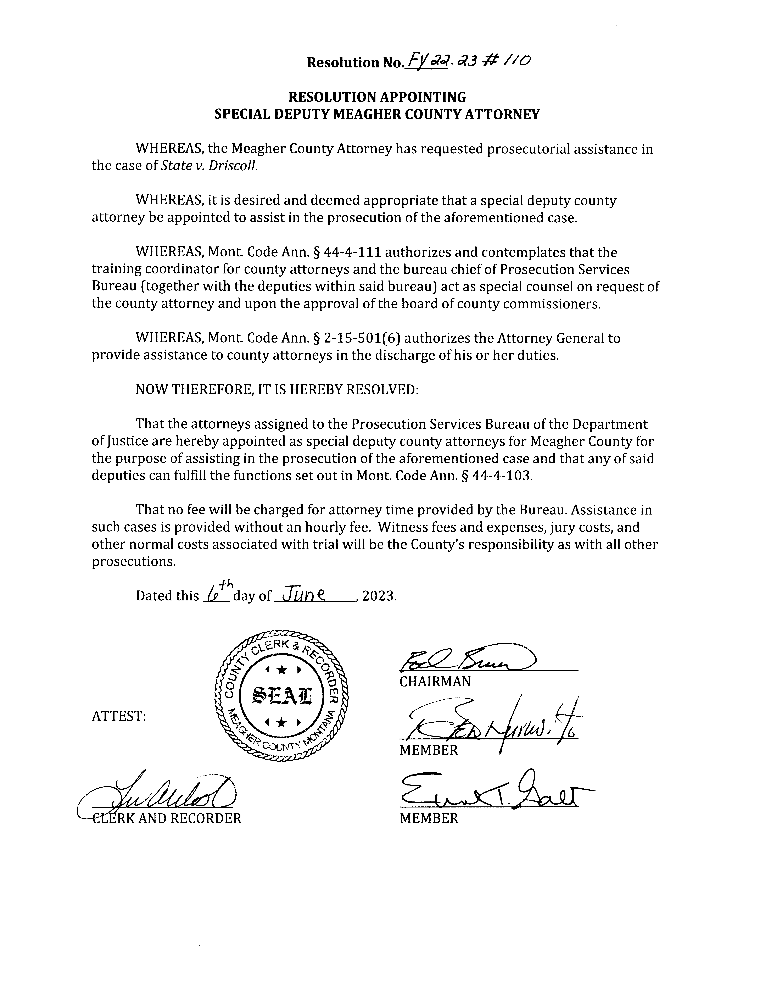 Resolution No. FY 22.23 # 110
RESOLUTION APPOINTING
SPECIAL DEPUTY MEAGHER COUNTY ATTORNEY
WHEREAS, the Meagher County Attorney has requested prosecutorial assistance in
the case of State v. Driscoll.
WHEREAS, it is desired and deemed appropriate that a special deputy county
attorney be appointed to assist in the prosecution of the aforementioned case.
WHEREAS, Mont. Code Ann. § 44-4-111 authorizes and contemplates that the
training coordinator for county attorneys and the bureau chief of Prosecution Services
Bureau (together with the deputies within said bureau) act as special counsel on request of
the county attorney and upon the approval of the board of county commissioners.
WHEREAS, Mont. Code Ann. § 2-15-501(6) authorizes the Attorney General to
provide assistance to county attorneys in the discharge of his or her duties.
NOW THEREFORE, IT IS HEREBY RESOLVED:
That the attorneys assigned to the Prosecution Services Bureau of the Department
of Justice are hereby appointed as special deputy county attorneys for Meagher County for
the purpose of assisting in the prosecution of the aforementioned case and that any of said
deputies can fulfill the functions set out in Mont. Code Ann. § 44-4-103.
That no fee will be charged for attorney time provided by the Bureau. Assistance in
such cases is provided without an hourly fee. Witness fees and expenses, jury costs, and
other normal costs associated with trial will be the County's responsibility as with all other
prosecutions.
Dated this 6th day of June, 2023.
COUNTY CLERK & RECORDER
SEAL
MEAGHER COUNTY MONTANA
CHAIRMAN
ATTEST:
MEMBER
T. Galt
CLERK AND RECORDER
MEMBER